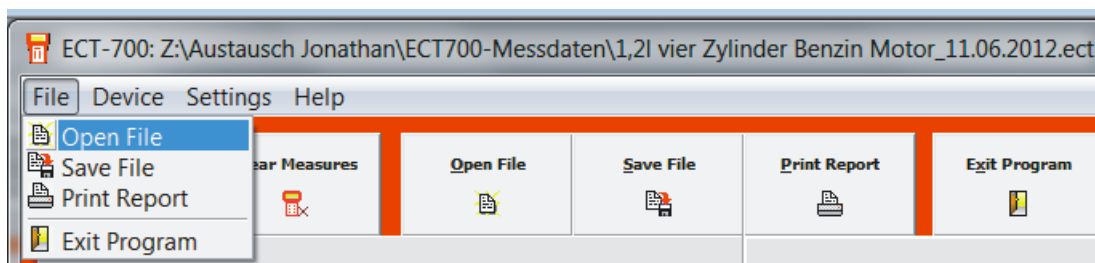 ECT-700: Z:\Austausch Jonathan\ECT700-Messdaten\1,2l vier Zylinder Benzin Motor_11.06.2012.ect
File Device Settings Help
Open File
Save File
Print Report
Exit Program
Measures
Open File
Save File
Print Report
Exit Program